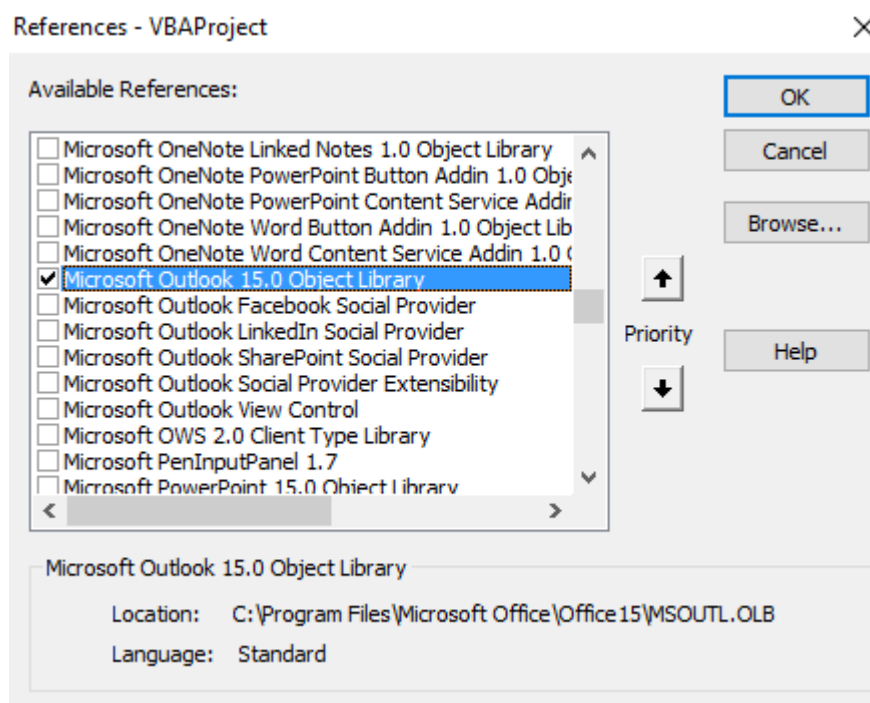 References - VBAProject
Available References:
OK
Microsoft OneNote Linked Notes 1.0 Object Library
Cancel
Microsoft OneNote PowerPoint Button Addin 1.0 Obje
Microsoft OneNote PowerPoint Content Service Addin
Microsoft OneNote Word Button Addin 1.0 Object Lib
Browse...
Microsoft OneNote Word Content Service Addin 1.0
Microsoft Outlook 15.0 Object Library
Microsoft Outlook Facebook Social Provider
Microsoft Outlook LinkedIn Social Provider
Priority
Microsoft Outlook SharePoint Social Provider
Help
Microsoft Outlook Social Provider Extensibility
Microsoft Outlook View Control
Microsoft OWS 2.0 Client Type Library
Microsoft PenInputPanel 1.7
Microsoft PowerPoint 15.0 Object Library
Microsoft Outlook 15.0 Object Library
Location: C:\Program Files\Microsoft Office\Office15\MSOUTL.OLB
Language: Standard